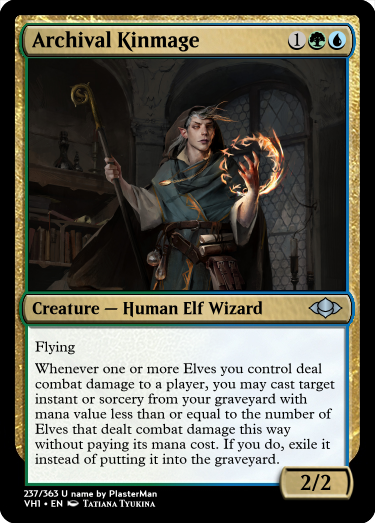 Archival Kinmage 1
Creature — Human Elf Wizard
Flying
Whenever one or more Elves you control deal
combat damage to a player, you may cast target
instant or sorcery from your graveyard with
mana value less than or equal to the number of
Elves that dealt combat damage this way
without paying its mana cost. If you do, exile it
instead of putting it into the graveyard.
2/2
237/363 U name by PlasterMan
VH1 • EN Tatiana Tyukina